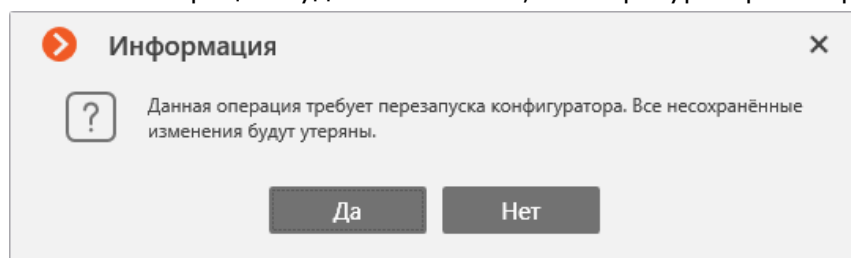 Информация
Данная операция требует перезапуска конфигуратора. Все несохранённые
изменения будут утеряны.
Да
Нет